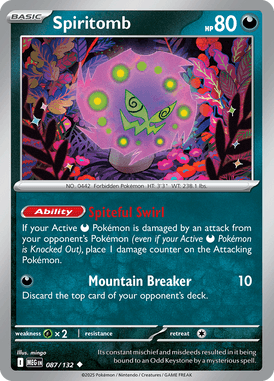 BASIC
Spiritomb
HP 80
NO. 0442 Forbidden Pokémon HT: 3'3" WT: 238.1 lbs.
Ability Spiteful Swirl
If your Active Pokémon is damaged by an attack from
your opponent's Pokémon (even if your Active Pokémon
is Knocked Out), place 1 damage counter on the Attacking
Pokémon.
Mountain Breaker 10
Discard the top card of your opponent's deck.
weakness ×2 resistance retreat
Illus. mingo
I MEG EN 087/132
Its constant mischief and misdeeds resulted in it being
bound to an Odd Keystone by a mysterious spell.
©2025 Pokémon / Nintendo / Creatures / GAME FREAK